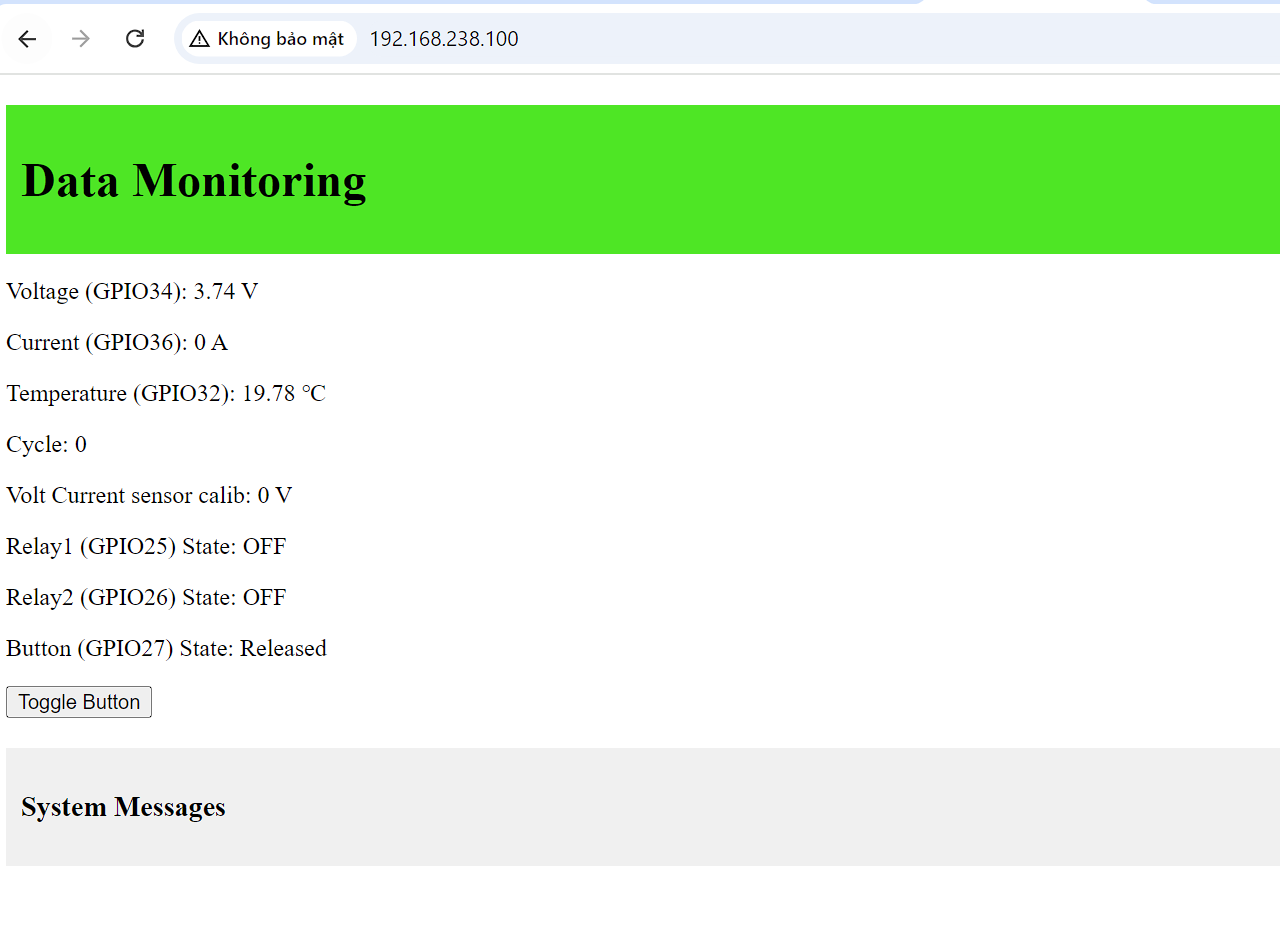 Không bảo mật 192.168.238.100
Data Monitoring
Voltage (GPIO34): 3.74 V
Current (GPIO36): 0 A
Temperature (GPIO32): 19.78 °C
Cycle: 0
Volt Current sensor calib: 0 V
Relay1 (GPIO25) State: OFF
Relay2 (GPIO26) State: OFF
Button (GPIO27) State: Released
Toggle Button
System Messages